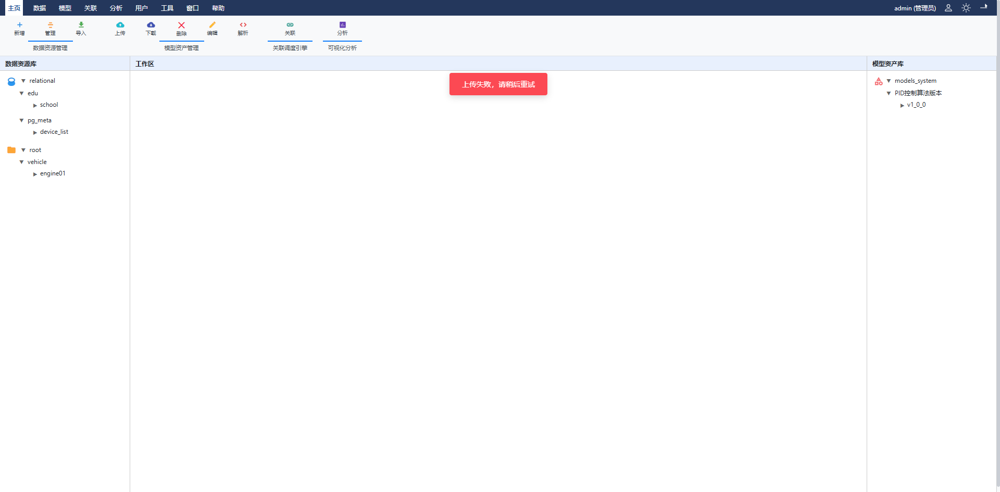 主页 数据 模型 关联 分析 用户 工具 窗口 帮助 admin (管理员)
新增 管理 导入 上传 下载 删除 编辑 解析 关联 分析
数据资源管理 模型资产管理 关联调度引擎 可视化分析
数据资源库
relational
edu
school
pg_meta
device_list
root
vehicle
engine01
工作区
上传失败，请稍后重试
模型资产库
models_system
PID控制算法版本
v1_0_0